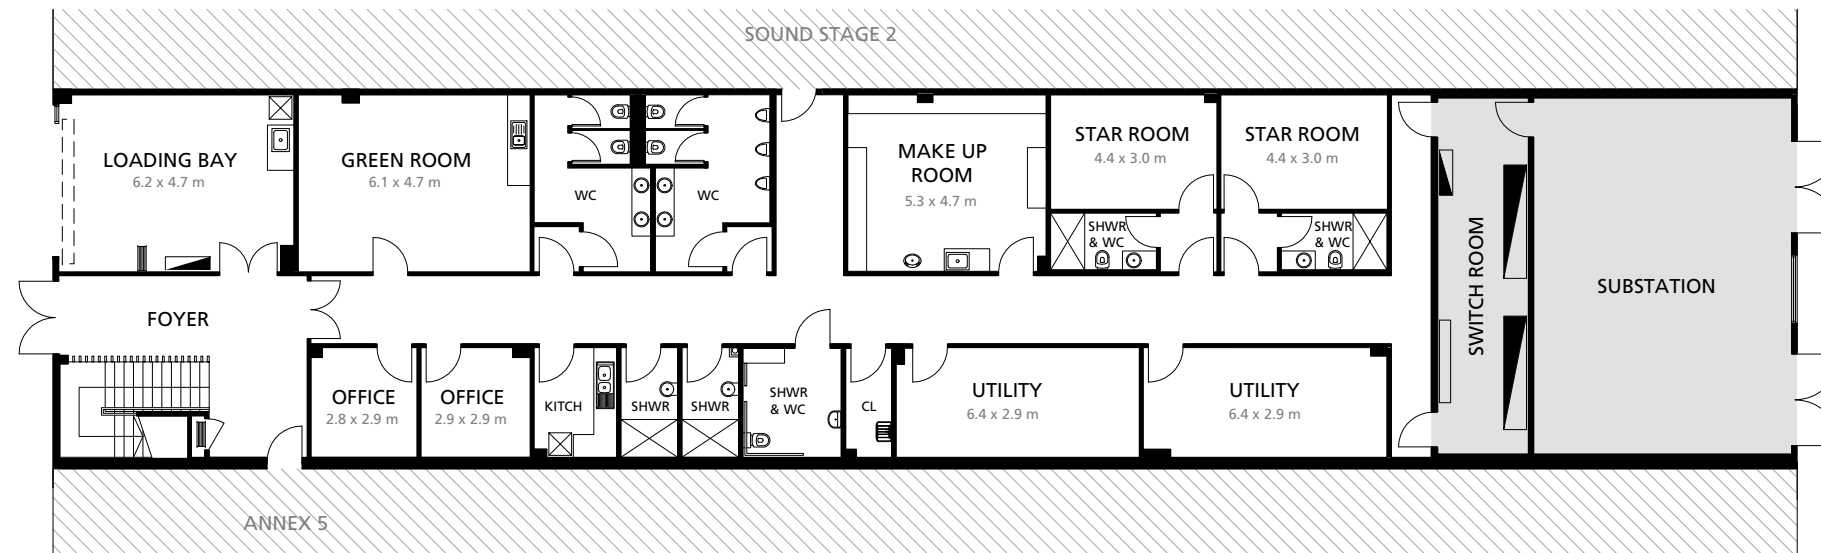 SOUND STAGE 2
LOADING BAY
6.2 x 4.7 m
GREEN ROOM
6.1 x 4.7 m
WC
WC
MAKE UP
ROOM
5.3 x 4.7 m
STAR ROOM
4.4 x 3.0 m
STAR ROOM
4.4 x 3.0 m
SHWR
& WC
SHWR
& WC
SWITCH ROOM
SUBSTATION
FOYER
OFFICE
2.8 x 2.9 m
OFFICE
2.9 x 2.9 m
KITCH
SHWR
SHWR
SHWR
& WC
CL
UTILITY
6.4 x 2.9 m
UTILITY
6.4 x 2.9 m
ANNEX 5